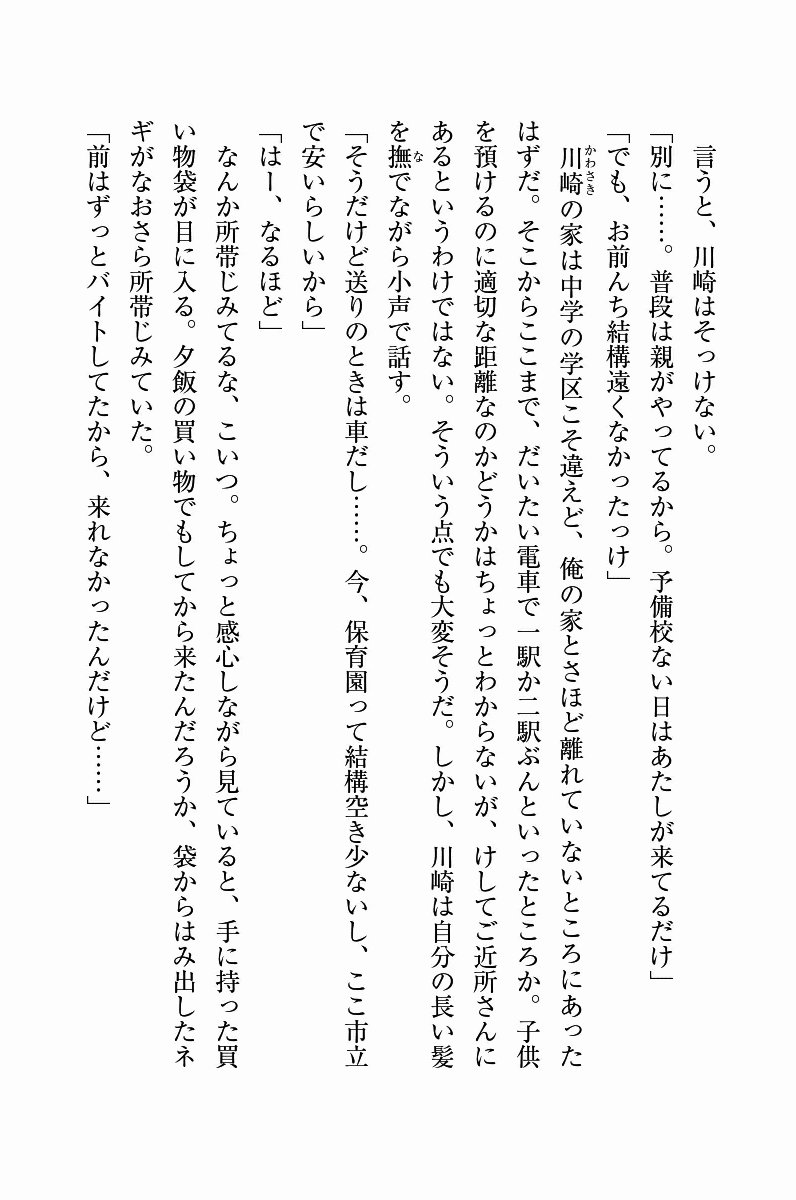 言うと、川崎はそっけない。
「別に……。普段は親がやってるから。予備校ない日はあたしが来てるだけ」
「でも、お前んち結構遠くなかったっけ」
川崎の家は中学の学区こそ違えど、俺の家とさほど離れていないところにあった
はずだ。そこからここまで、だいたい電車で一駅か二駅ぶんといったところか。子供
を預けるのに適切な距離なのかどうかはちょっとわからないが、けしてご近所さんに
あるというわけではない。そういう点でも大変そうだ。しかし、川崎は自分の長い髪
を撫でながら小声で話す。
「そうだけど送りのときは車だし……。今、保育園って結構空き少ないし、ここ市立
で安いらしいから」
「はー、なるほど」
なんか所帯じみてるな、こいつ。ちょっと感心しながら見ていると、手に持った買
い物袋が目に入る。夕飯の買い物でもしてから来たんだろうか、袋からはみ出したネ
ギがなおさら所帯じみていた。
「前はずっとバイトしてたから、来れなかったんだけど……」